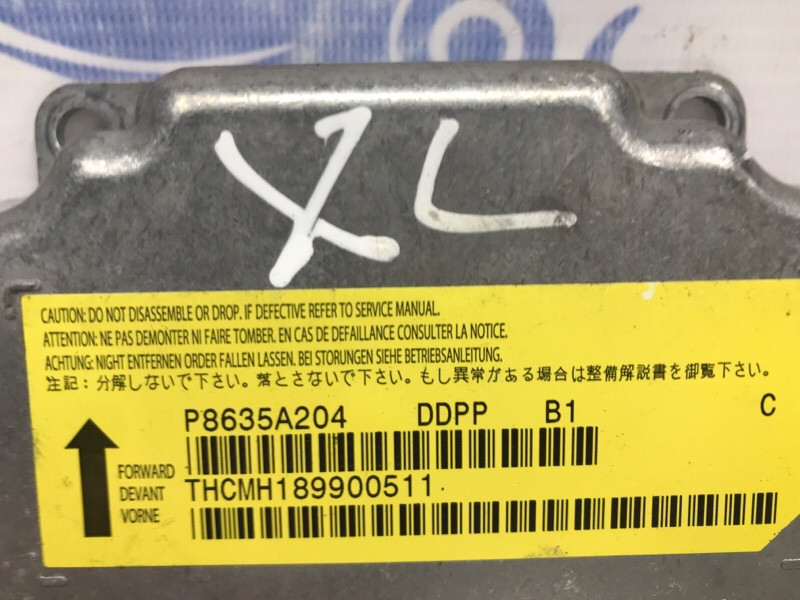 XL
CAUTION: DO NOT DISASSEMBLE OR DROP. IF DEFECTIVE REFER TO SERVICE MANUAL.
ATTENTION: NE PAS DEMONTER NI FAIRE TOMBER. EN CAS DE DEFAILLANCE CONSULTER LA NOTICE.
ACHTUNG: NIGHT ENTFERNEN ORDER FALLEN LASSEN. BEI STORUNGEN SIEHE BETRIEBSANLEITUNG.
注記：分解しないで下さい。落とさないで下さい。もし異常がある場合は整備解説書を御覧下さい。
P8635A204 DDPP B1 C
FORWARD
DEVANT
VORNE
THCMH189900511